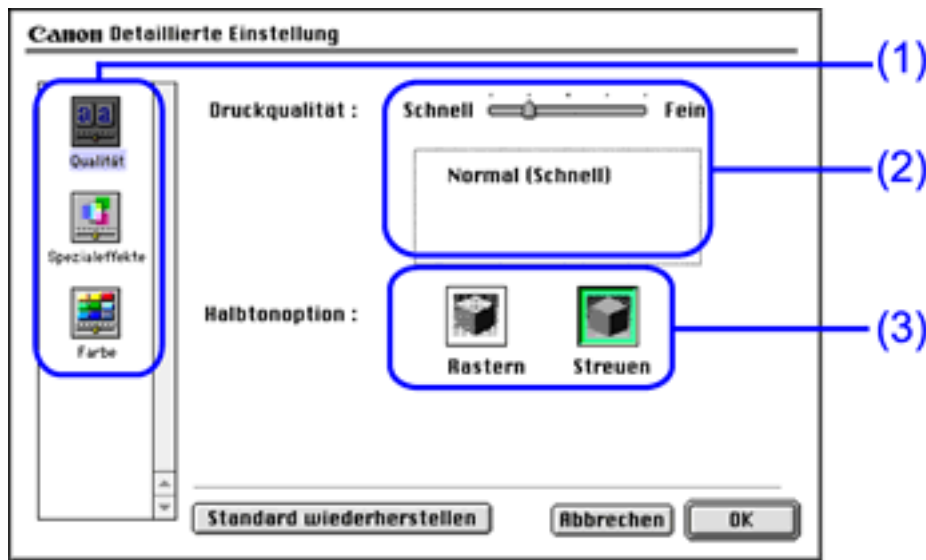 Canon Detaillierte Einstellung
(1)
Qualität
Spezialeffekte
Farbe
Druckqualität :
Schnell
Fein
Normal (Schnell)
(2)
Halbtonoption :
Rastern
Streuen
(3)
Standard wiederherstellen
Abbrechen
OK